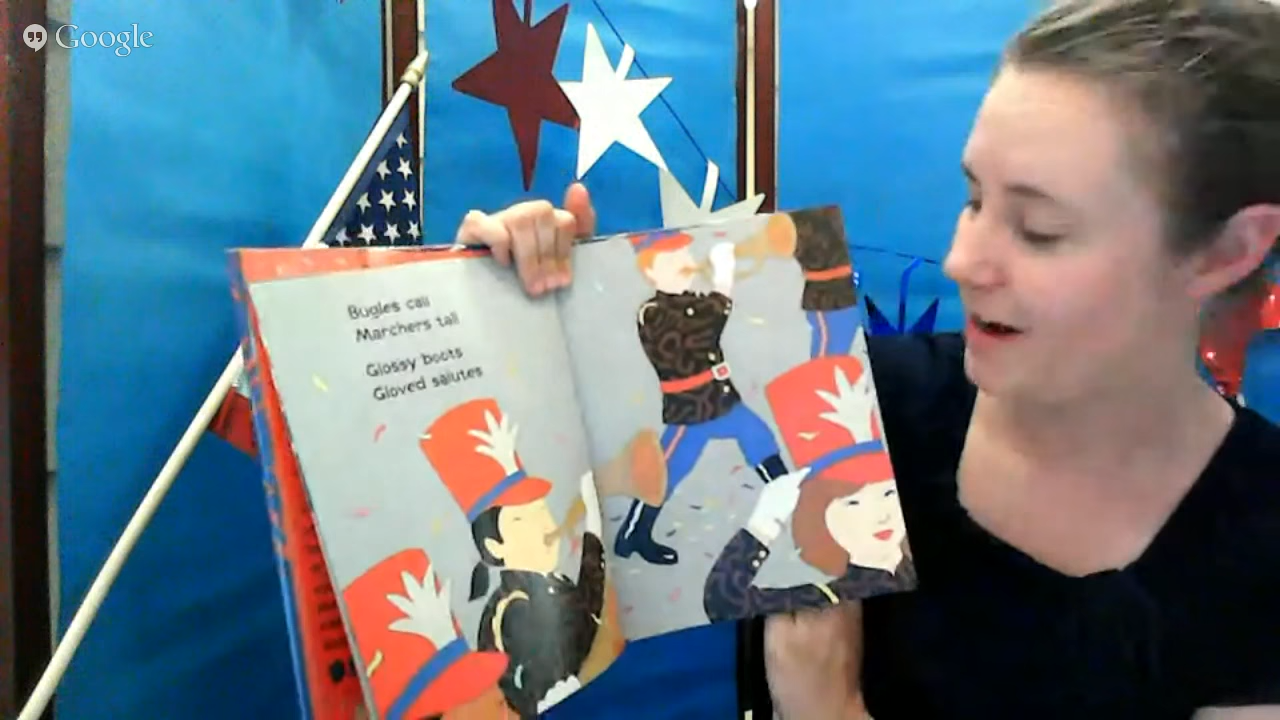 Google
Bugles call
Marchers tall
Glossy boots
Gloved salutes